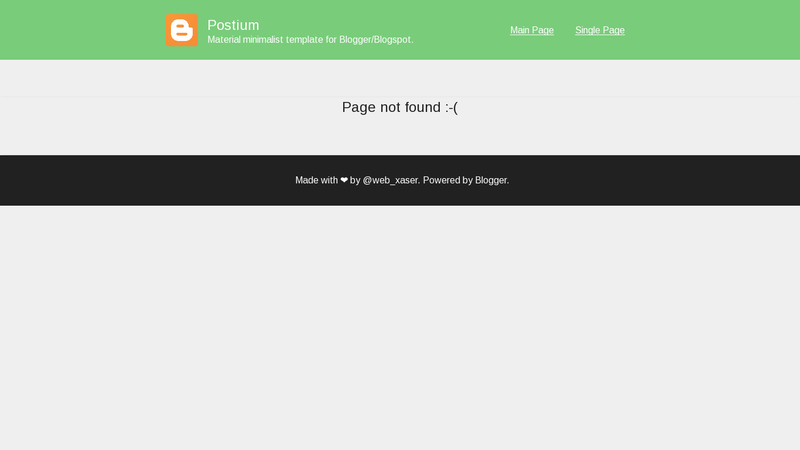 Postium
Material minimalist template for Blogger/Blogspot.
Main Page
Single Page
Page not found :-(
Made with ❤ by @web_xaser. Powered by Blogger.